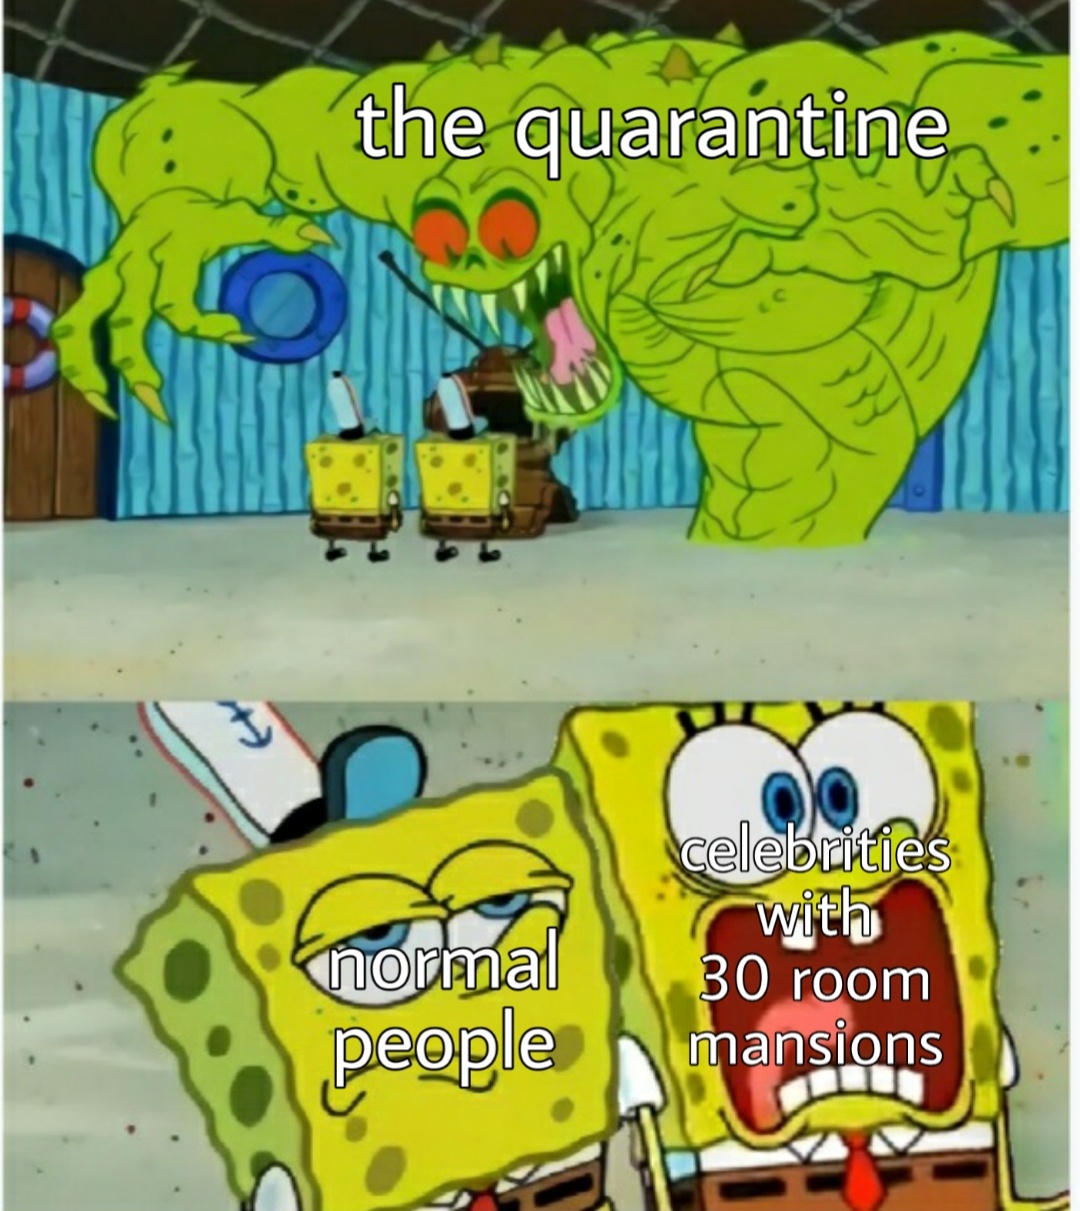 the quarantine
normal
people
celebrities
with
30 room
mansions